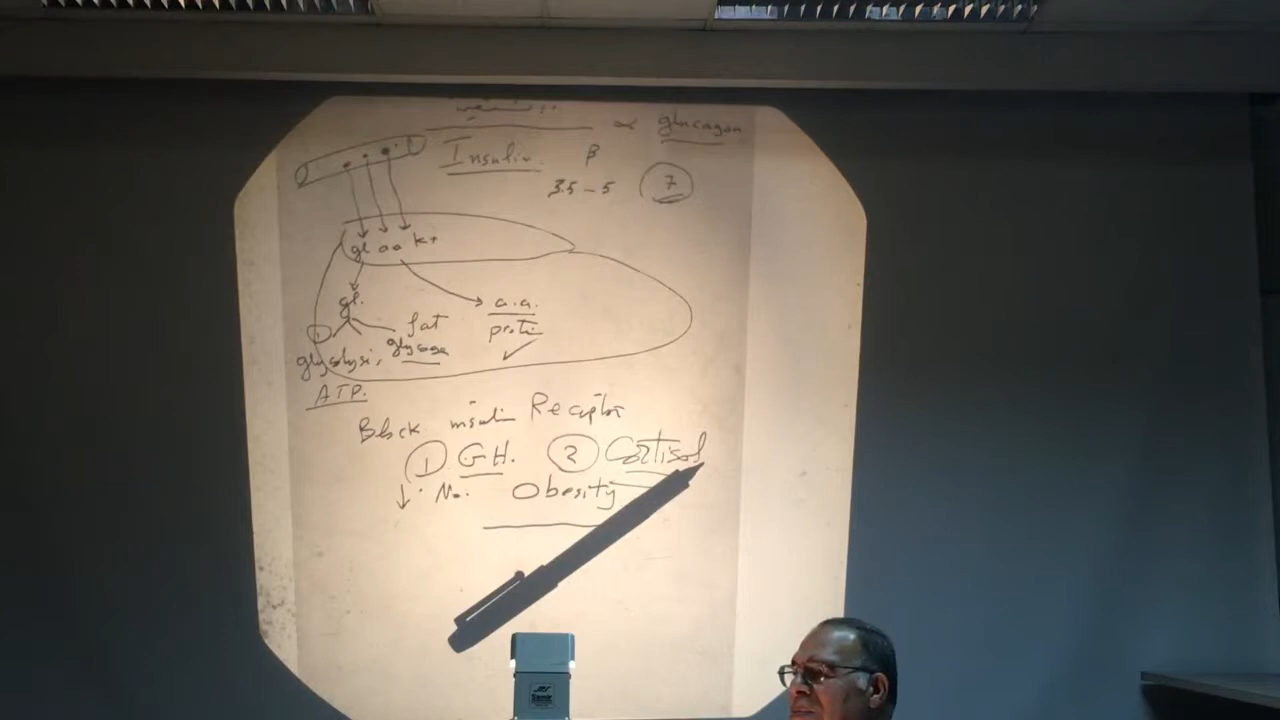 α glucagon
Insulin. β
3.5 - 5 7
gl aa k+
gl.
a.a.
fat
protein
glycolysis,
ATP.
Block insulin Receptor
1 GH. 2 Cortisol
↓ No. Obesity